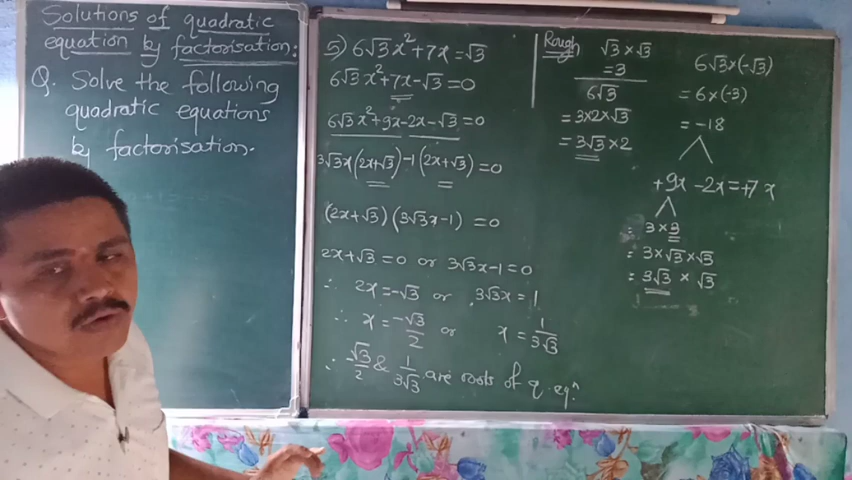 Solutions of quadratic
equation by factorisation:
Q. Solve the following
quadratic equations
by factorisation.
5) 6√3x²+7x=√3
6√3x²+7x-√3=0
6√3x²+9x-2x-√3=0
3√3x(2x+√3)-1(2x+√3)=0
(2x+√3)(3√3x-1)=0
2x+√3=0 or 3√3x-1=0
∴ 2x=-√3 or 3√3x=1
∴ x=-√3/2 or x=1/3√3
∴ -√3/2 & 1/3√3 are roots of q. eqⁿ.
Rough
√3×√3
=3
6√3
=3×2×√3
=3√3×2
6√3×(-√3)
=6×(-3)
=-18
+9x -2x=+7x
= 3×3
= 3×√3×√3
= 3√3 × √3